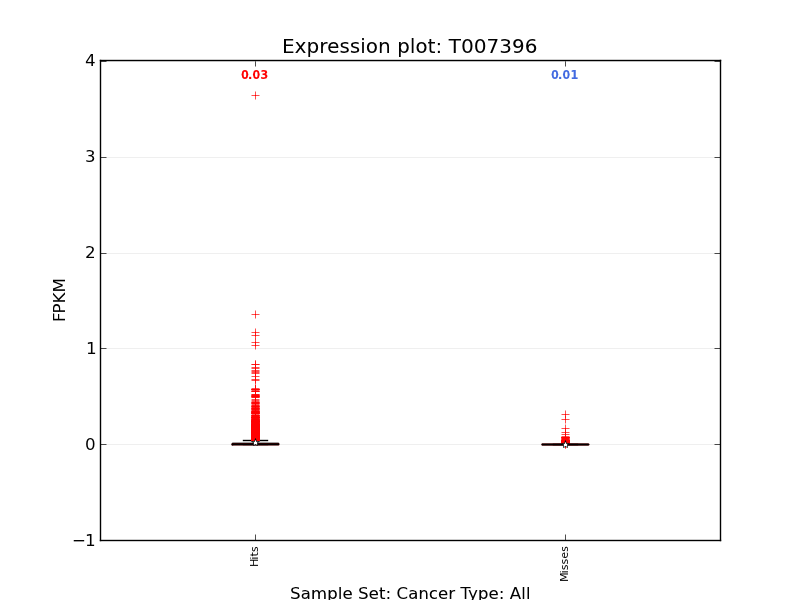 Expression plot: T007396
0.03
0.01
4
3
2
1
0
−1
FPKM
Hits
Misses
Sample Set: Cancer Type: All